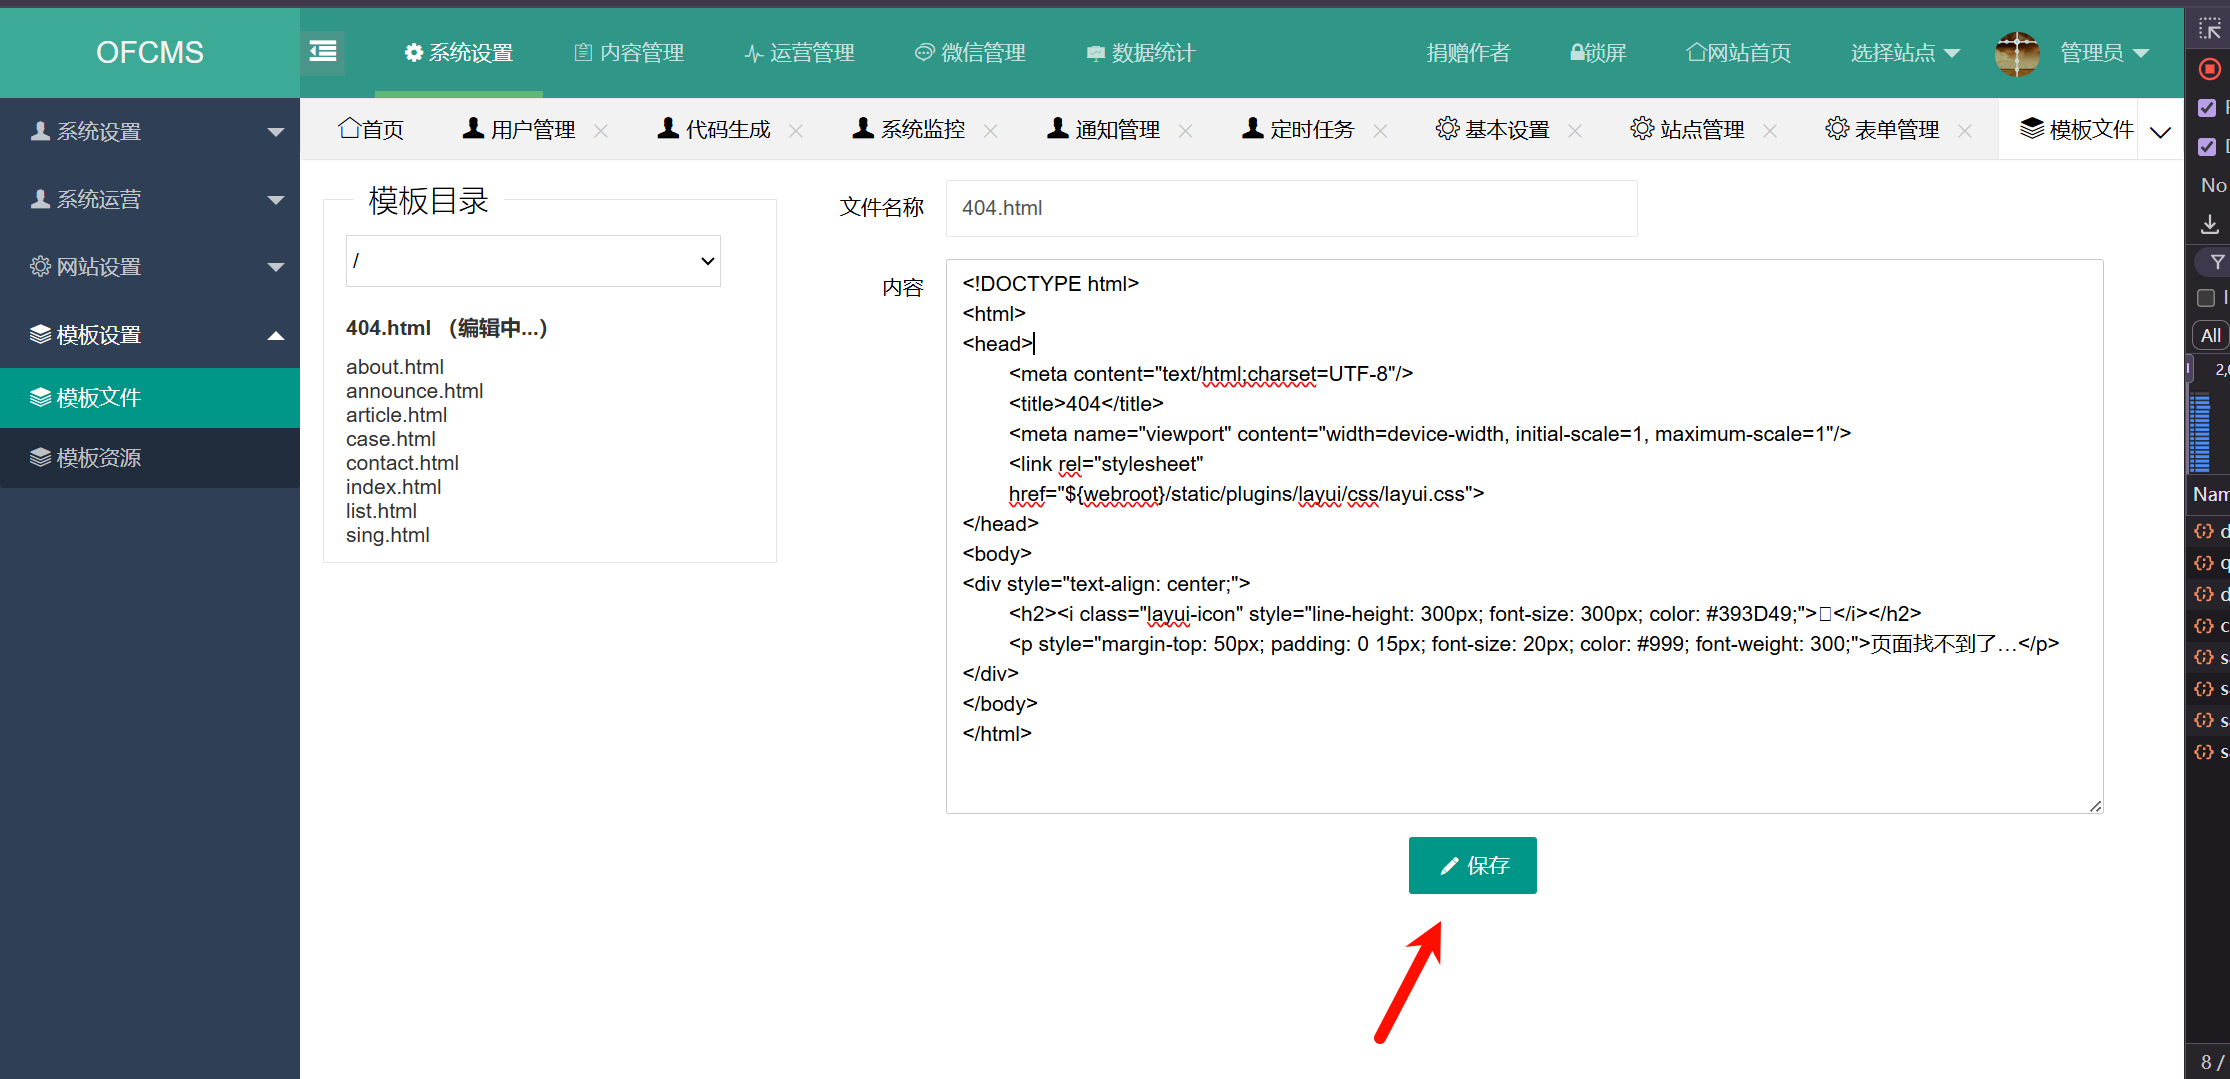 OFCMS
系统设置
内容管理
运营管理
微信管理
数据统计
捐赠作者
锁屏
网站首页
选择站点
管理员
系统设置
系统运营
网站设置
模板设置
模板文件
模板资源
首页
用户管理
代码生成
系统监控
通知管理
定时任务
基本设置
站点管理
表单管理
模板文件
模板目录
/
404.html （编辑中...）
about.html
announce.html
article.html
case.html
contact.html
index.html
list.html
sing.html
文件名称
404.html
内容
<!DOCTYPE html>
<html>
<head>
<meta content="text/html;charset=UTF-8"/>
<title>404</title>
<meta name="viewport" content="width=device-width, initial-scale=1, maximum-scale=1"/>
<link rel="stylesheet"
href="${webroot}/static/plugins/layui/css/layui.css">
</head>
<body>
<div style="text-align: center;">
<h2><i class="layui-icon" style="line-height: 300px; font-size: 300px; color: #393D49;"></i></h2>
<p style="margin-top: 50px; padding: 0 15px; font-size: 20px; color: #999; font-weight: 300;">页面找不到了…</p>
</div>
</body>
</html>
保存
No
All
Nam
8 /